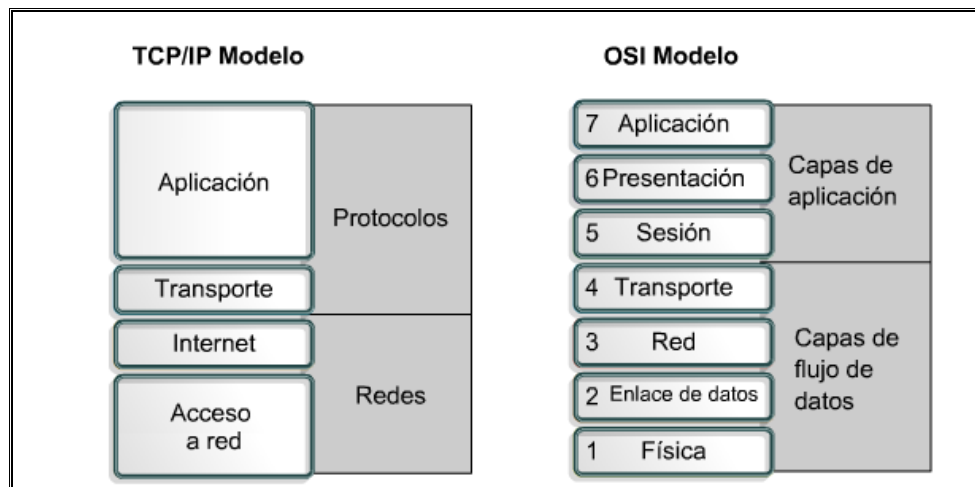 TCP/IP Modelo
Aplicación
Transporte
Internet
Acceso
a red
Protocolos
Redes
OSI Modelo
7 Aplicación
6 Presentación
5 Sesión
4 Transporte
3 Red
2 Enlace de datos
1 Física
Capas de
aplicación
Capas de
flujo de
datos